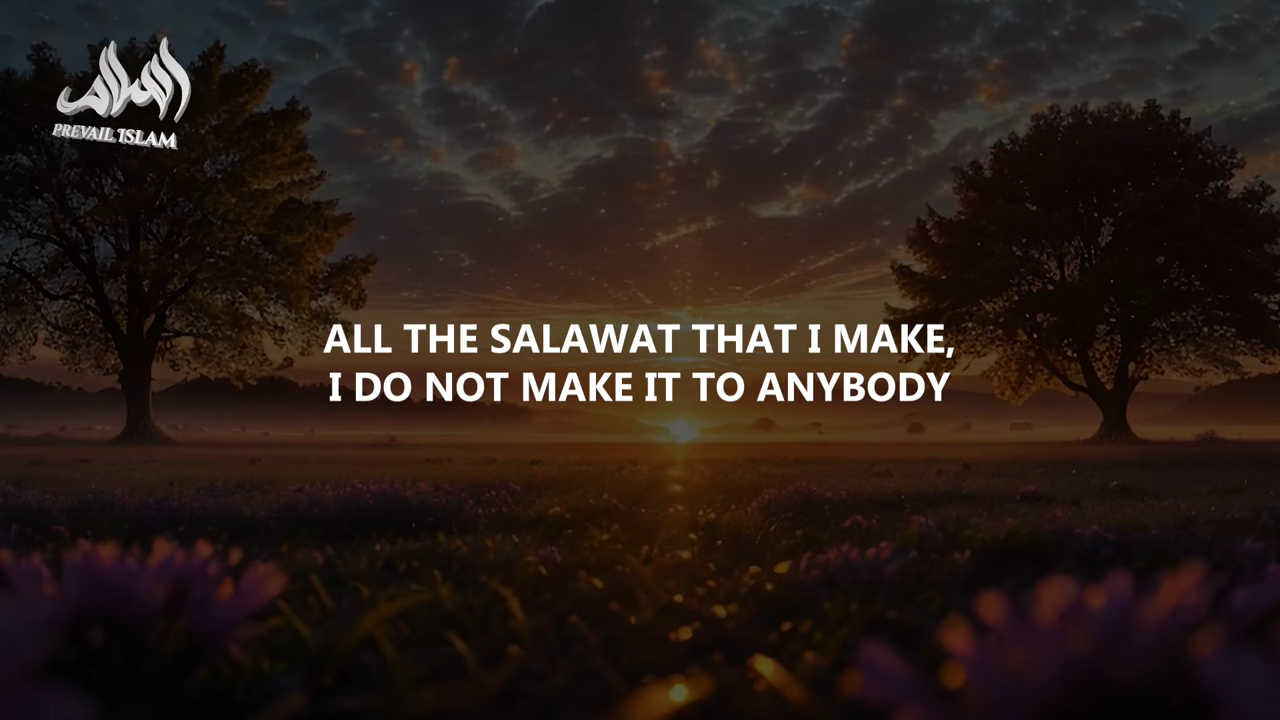 PREVAIL ISLAM
ALL THE SALAWAT THAT I MAKE,
I DO NOT MAKE IT TO ANYBODY